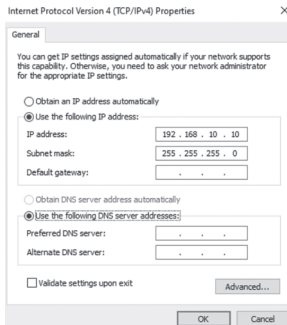 Internet Protocol Version 4 (TCP/IPv4) Properties
General
You can get IP settings assigned automatically if your network supports
this capability. Otherwise, you need to ask your network administrator
for the appropriate IP settings.
Obtain an IP address automatically
Use the following IP address:
IP address: 192 . 168 . 10 . 10
Subnet mask: 255 . 255 . 255 . 0
Default gateway: . . .
Obtain DNS server address automatically
Use the following DNS server addresses:
Preferred DNS server: . . .
Alternate DNS server: . . .
Validate settings upon exit
Advanced...
OK Cancel